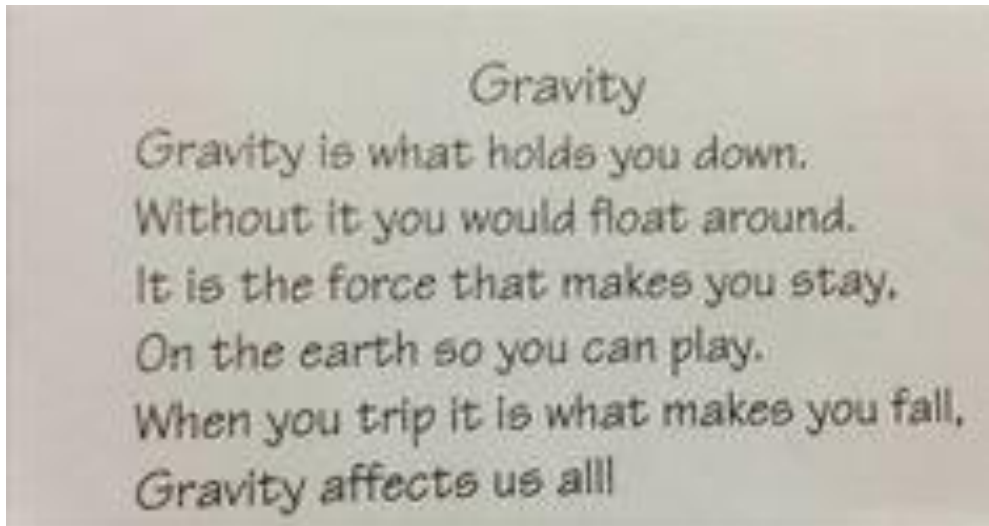 Gravity
Gravity is what holds you down.
Without it you would float around.
It is the force that makes you stay,
On the earth so you can play.
When you trip it is what makes you fall,
Gravity affects us all!